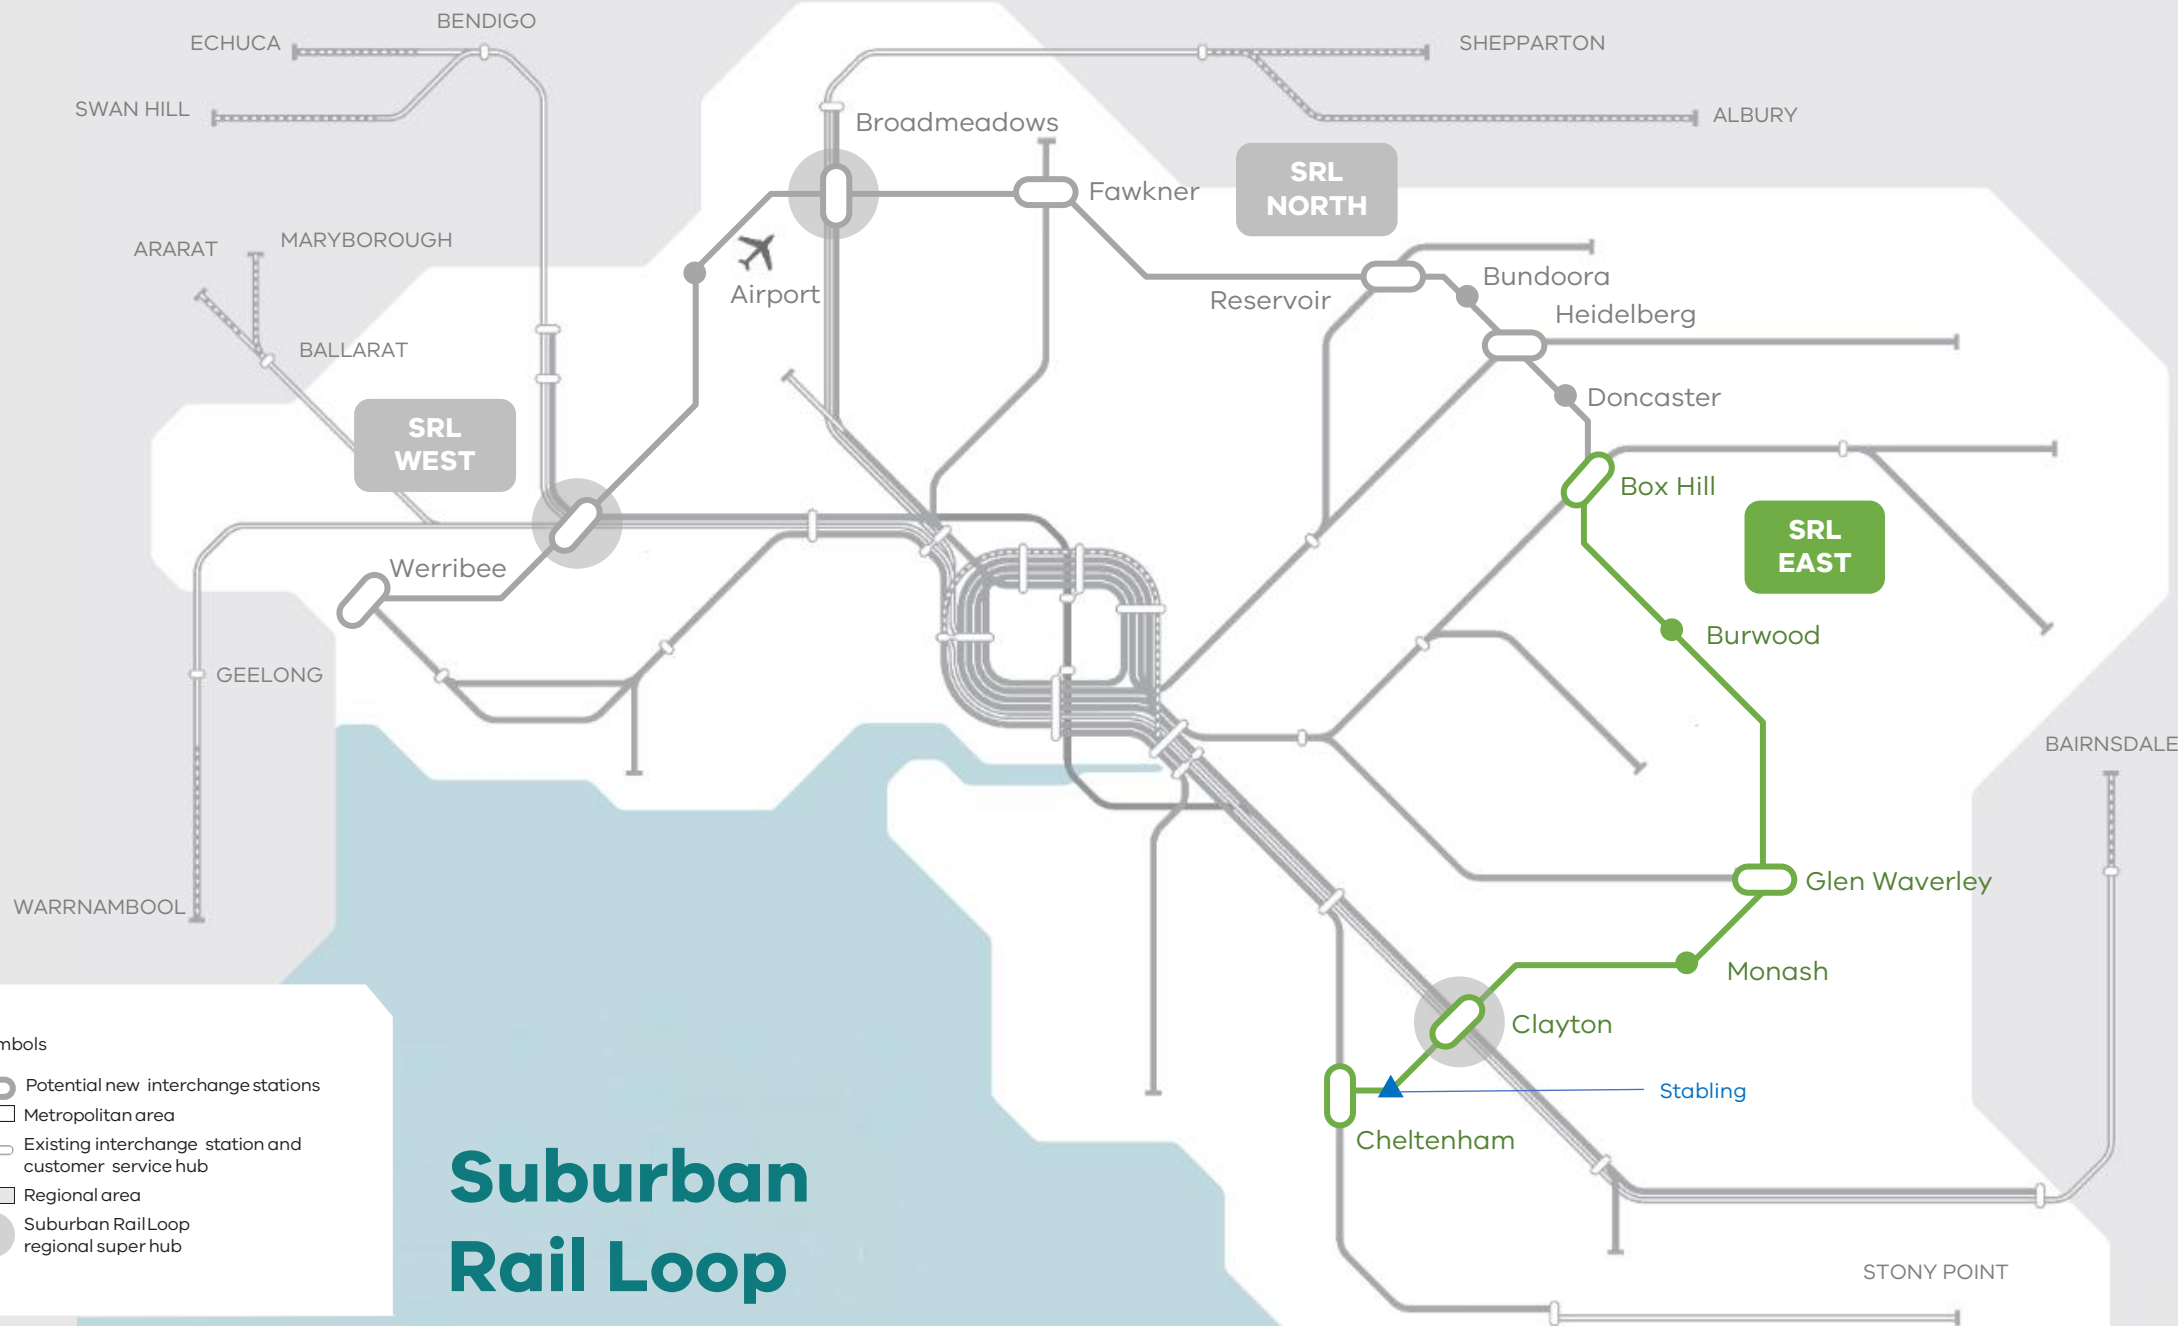 BENDIGO
ECHUCA
SHEPPARTON
SWAN HILL
ALBURY
Broadmeadows
SRL
NORTH
Fawkner
ARARAT
MARYBOROUGH
Airport
Bundoora
Reservoir
Heidelberg
BALLARAT
Doncaster
SRL
WEST
Box Hill
SRL
EAST
Werribee
Burwood
GEELONG
BAIRNSDALE
Glen Waverley
WARRNAMBOOL
Monash
Clayton
Stabling
Cheltenham
mbols
Potential new interchange stations
Metropolitan area
Existing interchange station and
customer service hub
Regional area
Suburban Rail Loop
regional super hub
Suburban
Rail Loop
STONY POINT